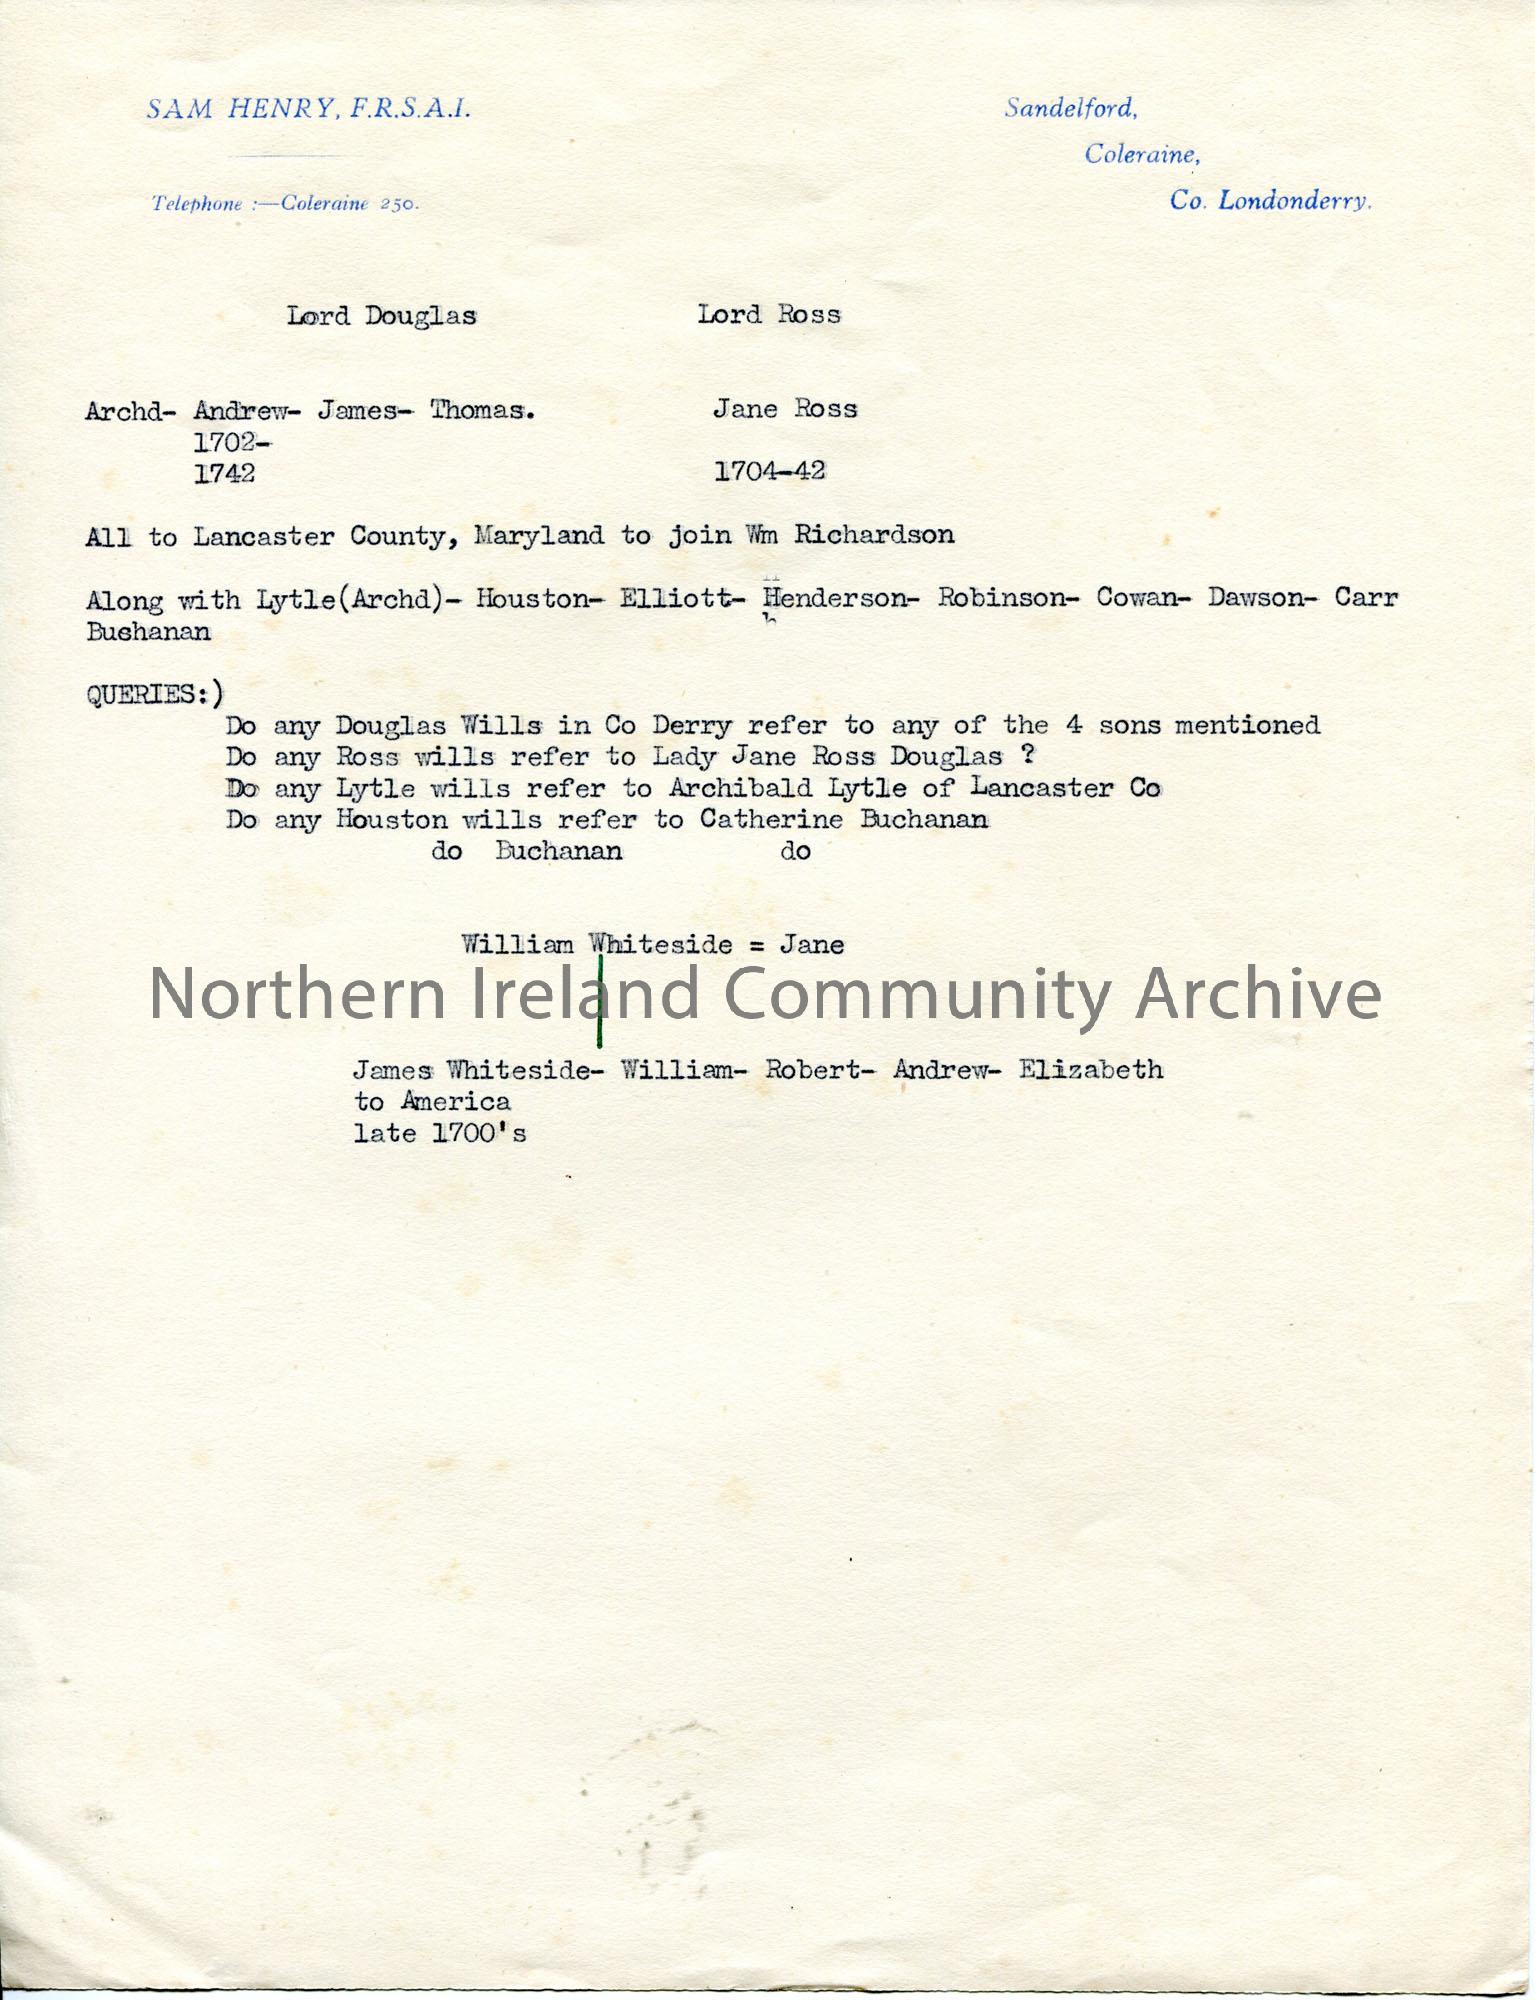 SAM HENRY, F.R.S.A.I.
Sandelford,
Coleraine,
Telephone :—Coleraine 250.
Co. Londonderry.
Lord Douglas Lord Ross
Archd- Andrew- James- Thomas. Jane Ross
1702-
1742 1704-42
All to Lancaster County, Maryland to join Wm Richardson
Along with Lytle(Archd)- Houston- Elliott- Henderson- Robinson- Cowan- Dawson- Carr
Bushanan
QUERIES:)
Do any Douglas Wills in Co Derry refer to any of the 4 sons mentioned
Do any Ross wills refer to Lady Jane Ross Douglas ?
Do any Lytle wills refer to Archibald Lytle of Lancaster Co
Do any Houston wills refer to Catherine Buchanan
do Buchanan do
William Whiteside = Jane
Northern Ireland Community Archive
James Whiteside- William- Robert- Andrew- Elizabeth
to America
late 1700's